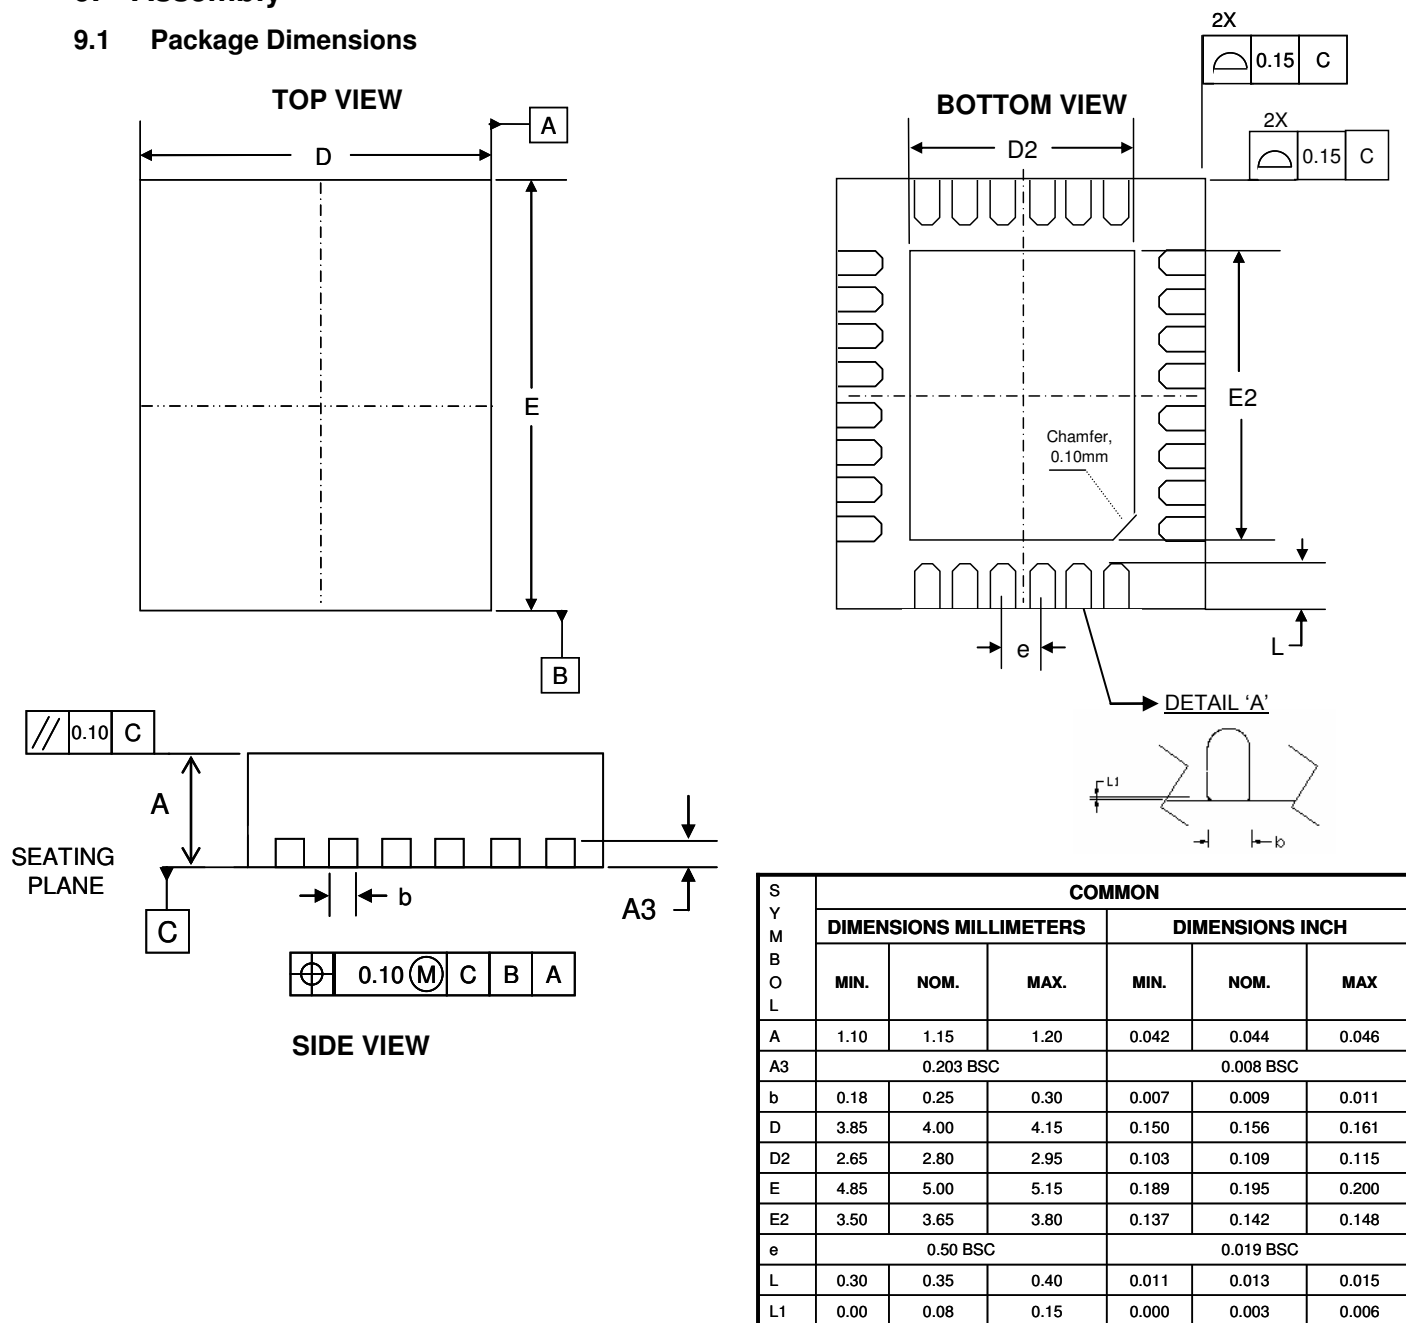 9.1 Package Dimensions
TOP VIEW
D
A
E
B
BOTTOM VIEW
2X
0.15 C
2X
0.15 C
D2
E2
Chamfer,
0.10mm
e
L
DETAIL 'A'
L1
b
// 0.10 C
A
SEATING
PLANE
C
b
A3
0.10 M C B A
SIDE VIEW
SYMBOL COMMON
DIMENSIONS MILLIMETERS DIMENSIONS INCH
MIN. NOM. MAX. MIN. NOM. MAX
A 1.10 1.15 1.20 0.042 0.044 0.046
A3 0.203 BSC 0.008 BSC
b 0.18 0.25 0.30 0.007 0.009 0.011
D 3.85 4.00 4.15 0.150 0.156 0.161
D2 2.65 2.80 2.95 0.103 0.109 0.115
E 4.85 5.00 5.15 0.189 0.195 0.200
E2 3.50 3.65 3.80 0.137 0.142 0.148
e 0.50 BSC 0.019 BSC
L 0.30 0.35 0.40 0.011 0.013 0.015
L1 0.00 0.08 0.15 0.000 0.003 0.006